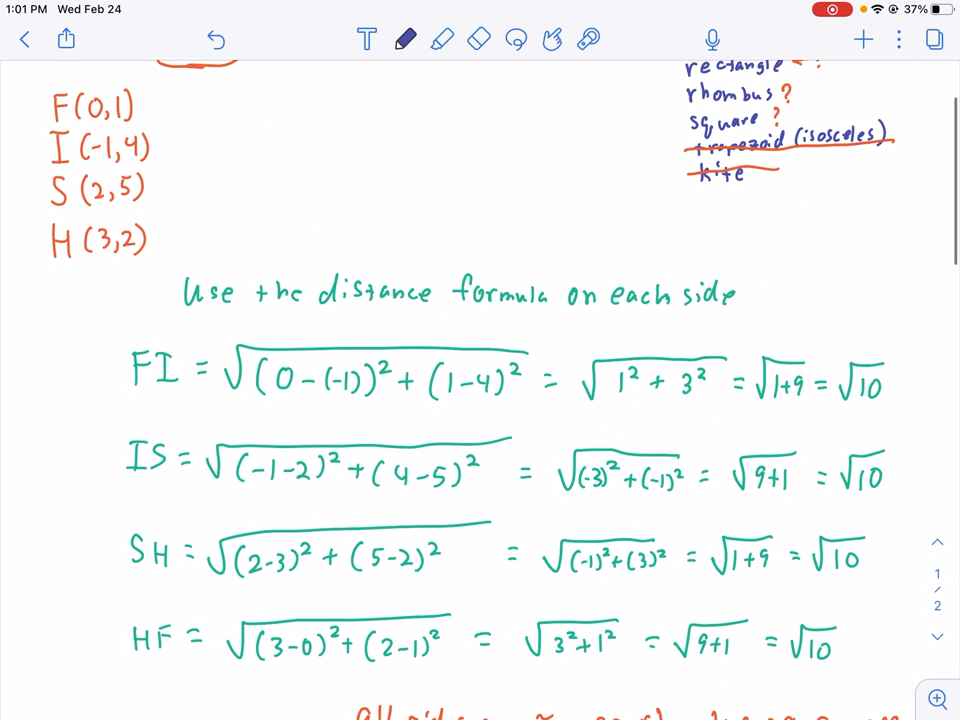 1:01 PM Wed Feb 24
37%
T
rectangle ?
rhombus ?
square ?
trapezoid (isosceles)
kite
F(0,1)
I (-1,4)
S (2,5)
H (3,2)
Use the distance formula on each side
FI = √(0-(-1))² + (1-4)² = √1² + 3² = √1+9 = √10
IS = √(-1-2)² + (4-5)² = √(-3)² + (-1)² = √9+1 = √10
SH = √(2-3)² + (5-2)² = √(-1)² + (3)² = √1+9 = √10
HF = √(3-0)² + (2-1)² = √3² + 1² = √9+1 = √10
1
/
2
all